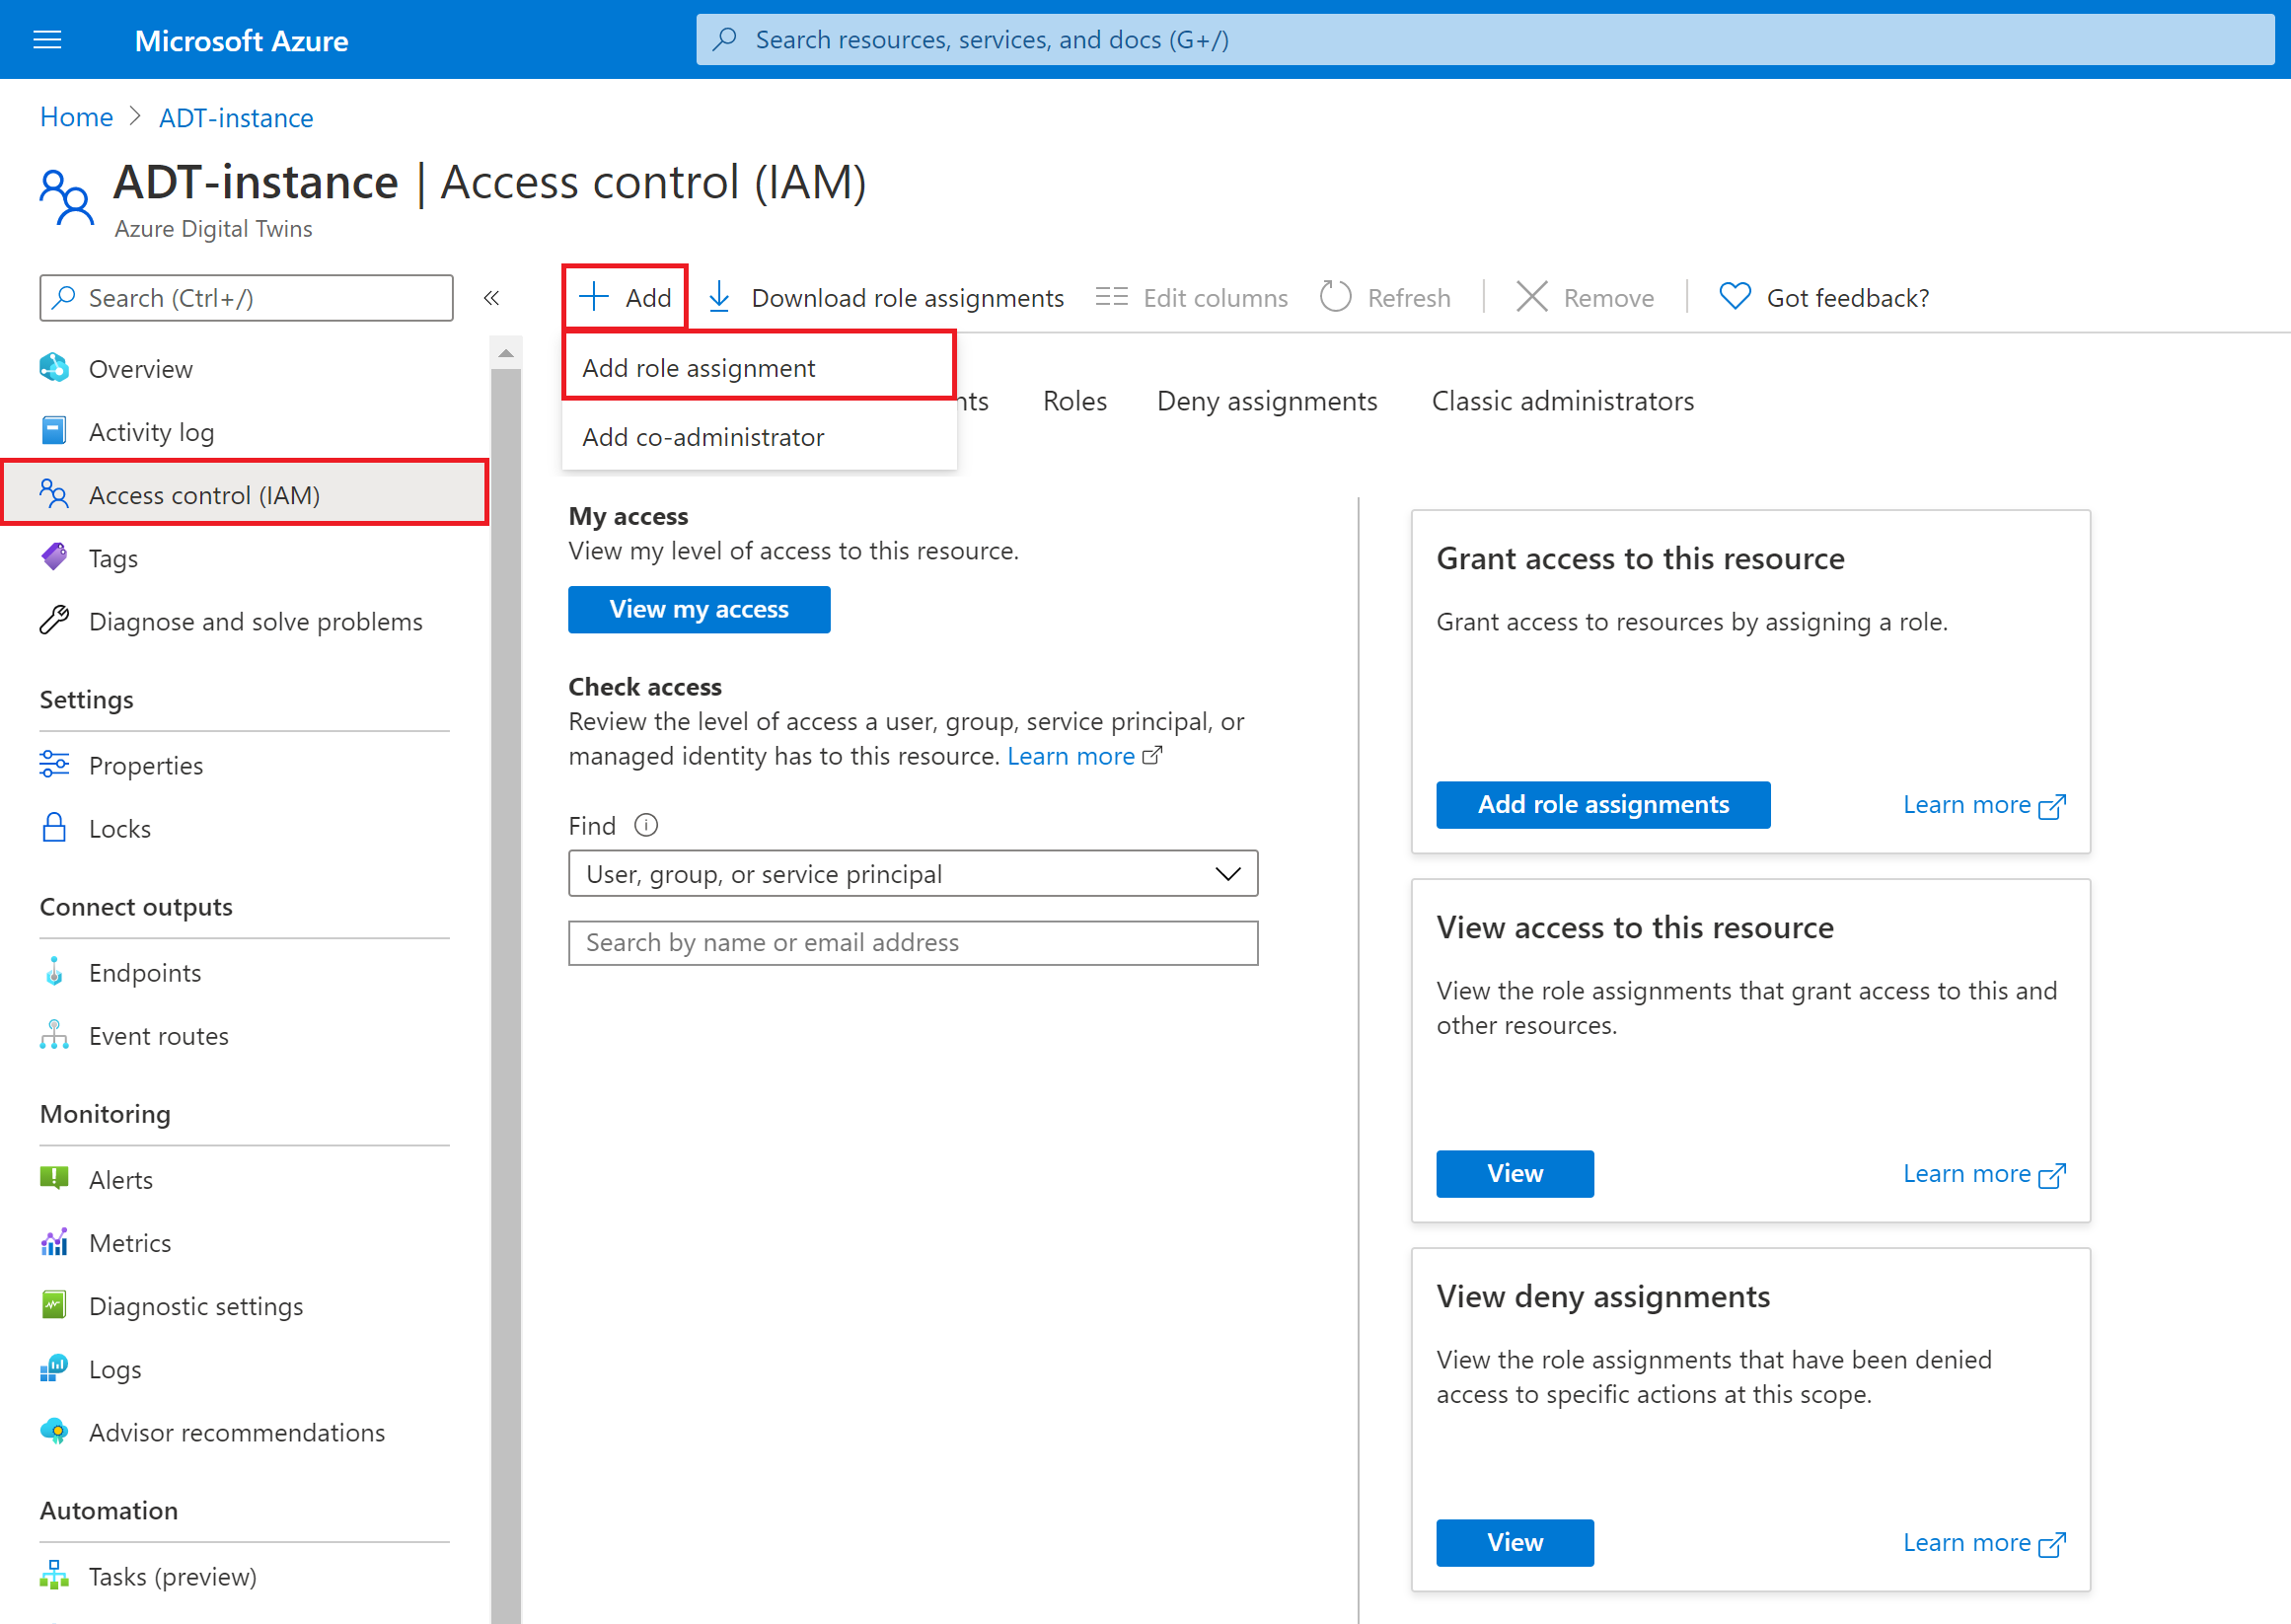 Microsoft Azure
Search resources, services, and docs (G+/)
Home > ADT-instance
ADT-instance | Access control (IAM)
Azure Digital Twins
Search (Ctrl+/)
«
Add
Download role assignments
Edit columns
Refresh
Remove
Got feedback?
Add role assignment
Add co-administrator
nts
Roles
Deny assignments
Classic administrators
Overview
Activity log
Access control (IAM)
Tags
Diagnose and solve problems
Settings
Properties
Locks
Connect outputs
Endpoints
Event routes
Monitoring
Alerts
Metrics
Diagnostic settings
Logs
Advisor recommendations
Automation
Tasks (preview)
My access
View my level of access to this resource.
View my access
Check access
Review the level of access a user, group, service principal, or
managed identity has to this resource. Learn more
Find
User, group, or service principal
Search by name or email address
Grant access to this resource
Grant access to resources by assigning a role.
Add role assignments
Learn more
View access to this resource
View the role assignments that grant access to this and
other resources.
View
Learn more
View deny assignments
View the role assignments that have been denied
access to specific actions at this scope.
View
Learn more